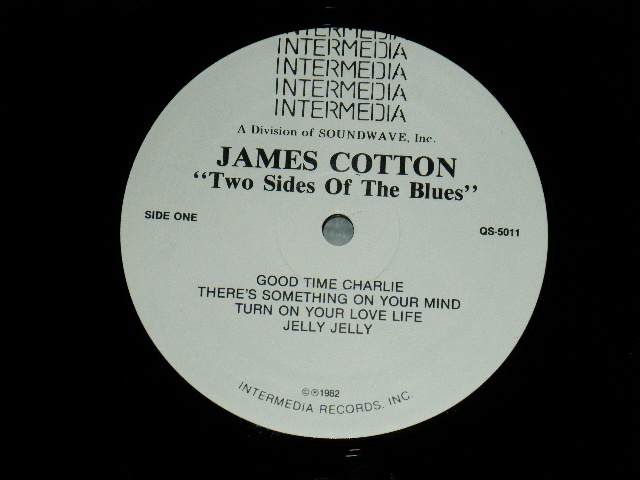 INTERMEDIA
INTERMEDIA
INTERMEDIA
INTERMEDIA
INTERMEDIA
A Division of SOUNDWAVE, Inc.
JAMES COTTON
“Two Sides Of The Blues”
SIDE ONE
QS-5011
GOOD TIME CHARLIE
THERE'S SOMETHING ON YOUR MIND
TURN ON YOUR LOVE LIFE
JELLY JELLY
©℗1982
INTERMEDIA RECORDS, INC